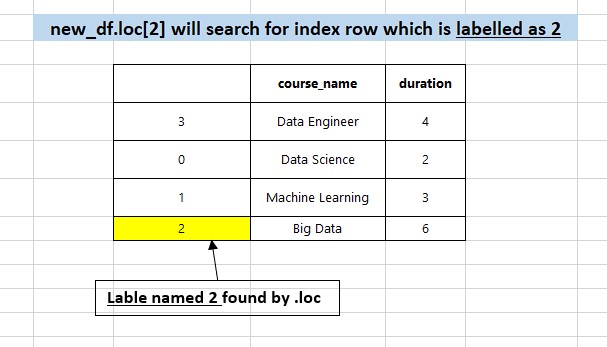 new_df.loc[2] will search for index row which is labelled as 2
course_name duration
3 Data Engineer 4
0 Data Science 2
1 Machine Learning 3
2 Big Data 6
Lable named 2 found by .loc